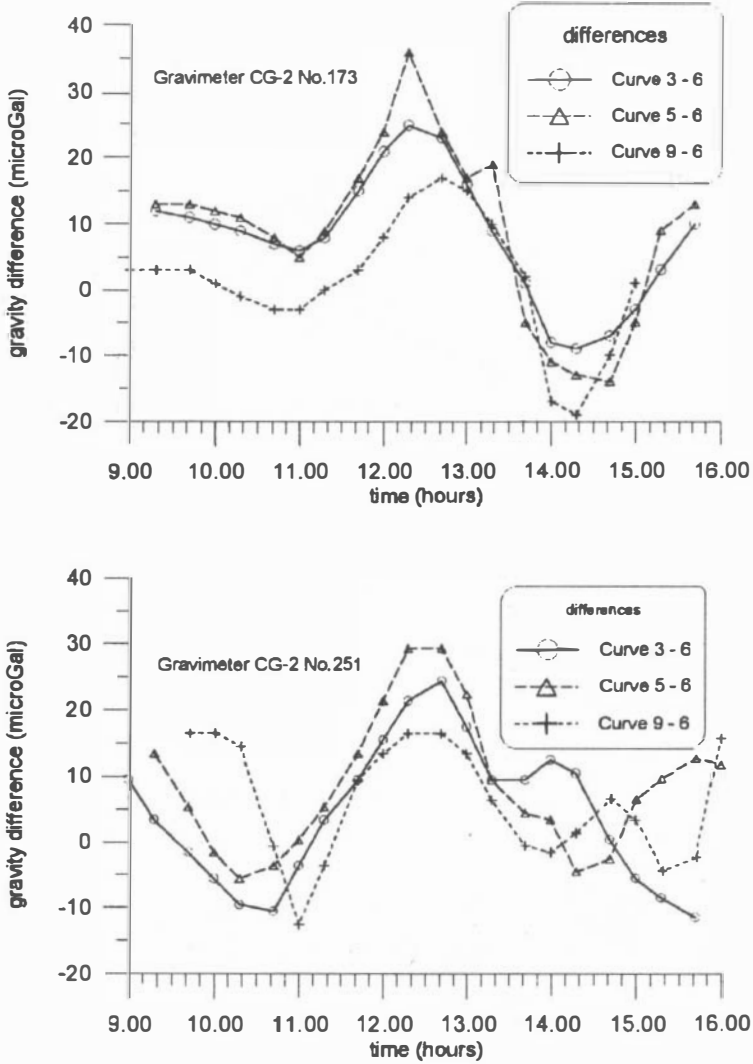 40
30
20
10
0
-10
-20
gravity difference (microGal)
Gravimeter CG-2 No.173
differences
Curve 3 - 6
Curve 5 - 6
Curve 9 - 6
9.00 10.00 11.00 12.00 13.00 14.00 15.00 16.00
time (hours)
40
30
20
10
0
-10
-20
gravity difference (microGal)
Gravimeter CG-2 No.251
differences
Curve 3 - 6
Curve 5 - 6
Curve 9 - 6
9.00 10.00 11.00 12.00 13.00 14.00 15.00 16.00
time (hours)